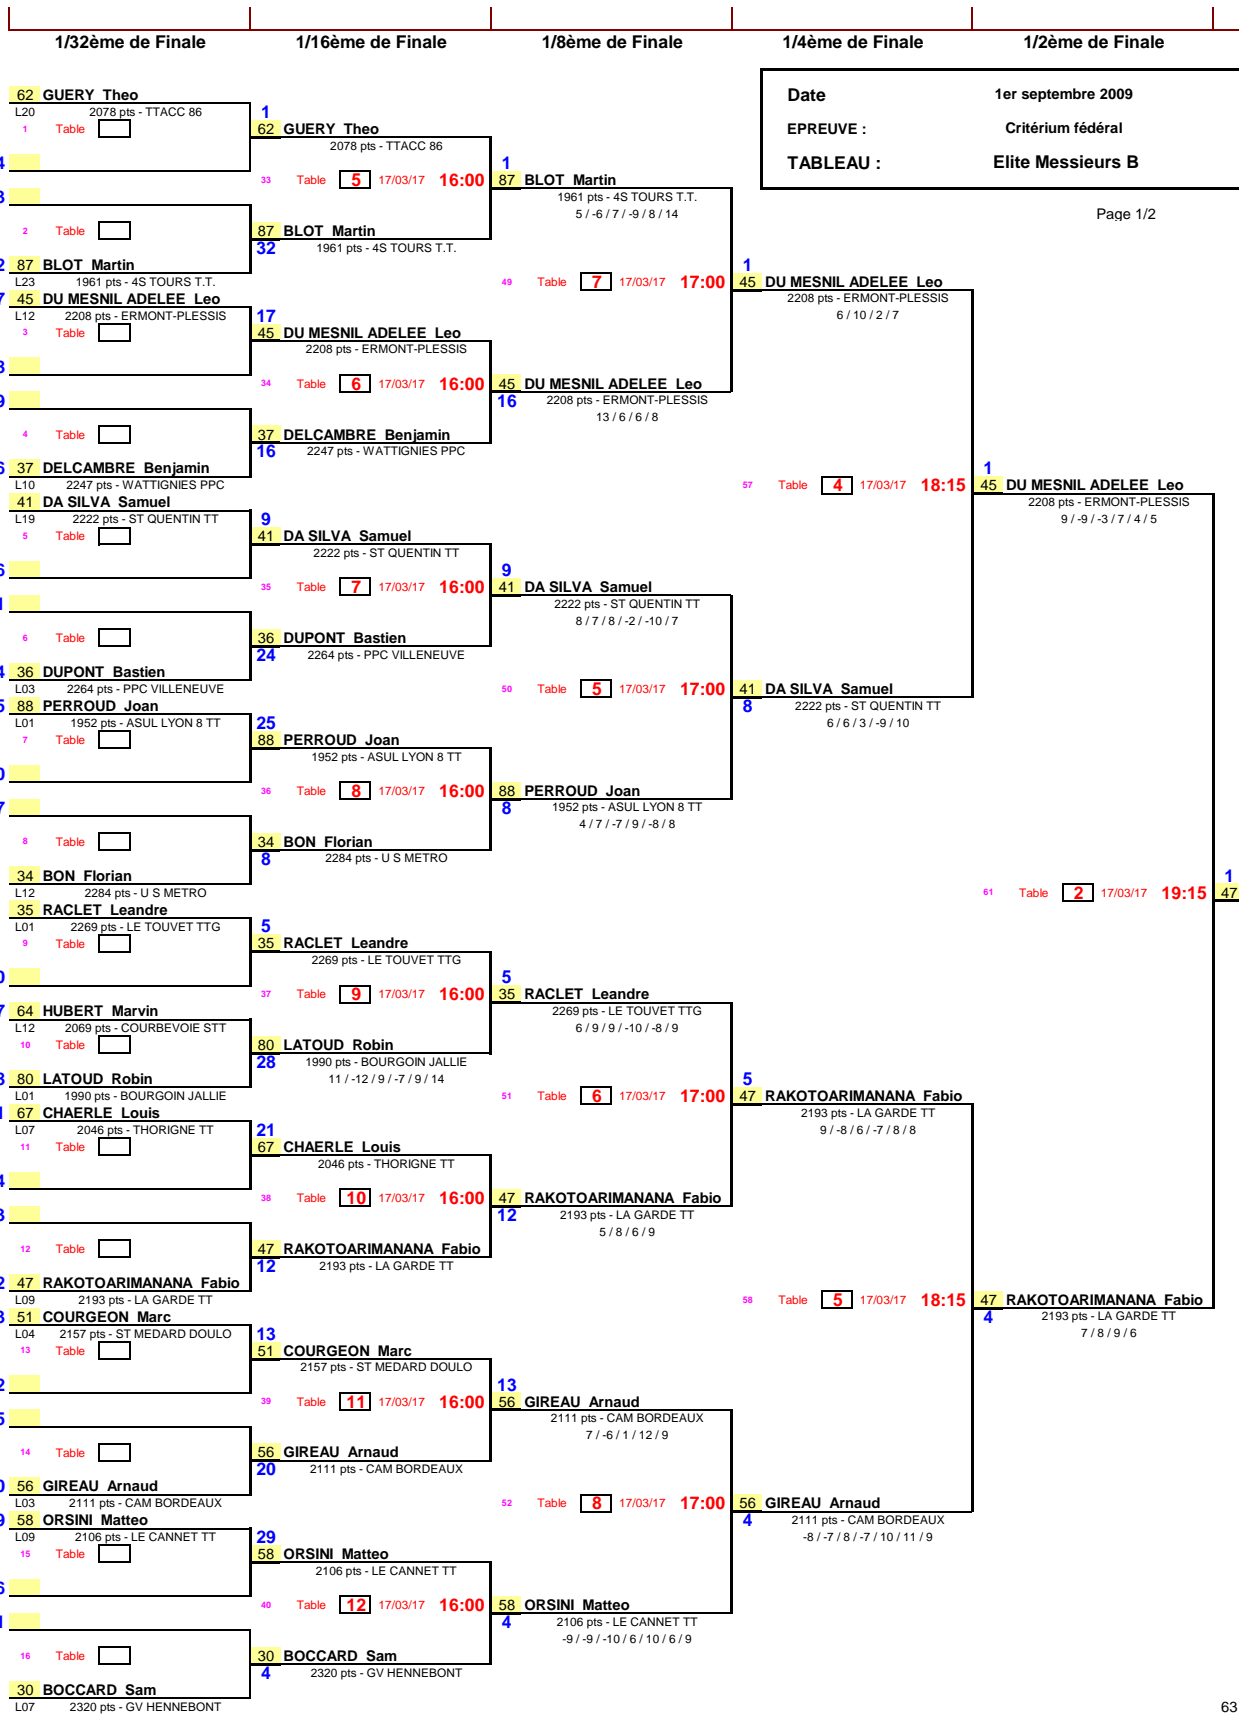 1/32ème de Finale 1/16ème de Finale 1/8ème de Finale 1/4ème de Finale 1/2ème de Finale
Date 1er septembre 2009
EPREUVE : Critérium fédéral
TABLEAU : Elite Messieurs B
Page 1/2
62 GUERY Theo
L20 2078 pts - TTACC 86
1 Table
2 Table
87 BLOT Martin
L23 1961 pts - 4S TOURS T.T.
45 DU MESNIL ADELEE Leo
L12 2208 pts - ERMONT-PLESSIS
3 Table
4 Table
37 DELCAMBRE Benjamin
L10 2247 pts - WATTIGNIES PPC
41 DA SILVA Samuel
L19 2222 pts - ST QUENTIN TT
5 Table
6 Table
36 DUPONT Bastien
L03 2264 pts - PPC VILLENEUVE
88 PERROUD Joan
L01 1952 pts - ASUL LYON 8 TT
7 Table
8 Table
34 BON Florian
L12 2284 pts - U S METRO
35 RACLET Leandre
L01 2269 pts - LE TOUVET TTG
9 Table
64 HUBERT Marvin
L12 2069 pts - COURBEVOIE STT
10 Table
80 LATOUD Robin
L01 1990 pts - BOURGOIN JALLIE
67 CHAERLE Louis
L07 2046 pts - THORIGNE TT
11 Table
12 Table
47 RAKOTOARIMANANA Fabio
L09 2193 pts - LA GARDE TT
51 COURGEON Marc
L04 2157 pts - ST MEDARD DOULO
13 Table
14 Table
56 GIREAU Arnaud
L03 2111 pts - CAM BORDEAUX
58 ORSINI Matteo
L09 2106 pts - LE CANNET TT
15 Table
16 Table
30 BOCCARD Sam
L07 2320 pts - GV HENNEBONT
1
62 GUERY Theo
2078 pts - TTACC 86
33 Table 5 17/03/17 16:00
87 BLOT Martin
32 1961 pts - 4S TOURS T.T.
17
45 DU MESNIL ADELEE Leo
2208 pts - ERMONT-PLESSIS
34 Table 6 17/03/17 16:00
37 DELCAMBRE Benjamin
16 2247 pts - WATTIGNIES PPC
9
41 DA SILVA Samuel
2222 pts - ST QUENTIN TT
35 Table 7 17/03/17 16:00
36 DUPONT Bastien
24 2264 pts - PPC VILLENEUVE
25
88 PERROUD Joan
1952 pts - ASUL LYON 8 TT
36 Table 8 17/03/17 16:00
34 BON Florian
8 2284 pts - U S METRO
5
35 RACLET Leandre
2269 pts - LE TOUVET TTG
37 Table 9 17/03/17 16:00
80 LATOUD Robin
28 1990 pts - BOURGOIN JALLIE
11 / -12 / 9 / -7 / 9 / 14
21
67 CHAERLE Louis
2046 pts - THORIGNE TT
38 Table 10 17/03/17 16:00
47 RAKOTOARIMANANA Fabio
12 2193 pts - LA GARDE TT
13
51 COURGEON Marc
2157 pts - ST MEDARD DOULO
39 Table 11 17/03/17 16:00
56 GIREAU Arnaud
20 2111 pts - CAM BORDEAUX
29
58 ORSINI Matteo
2106 pts - LE CANNET TT
40 Table 12 17/03/17 16:00
30 BOCCARD Sam
4 2320 pts - GV HENNEBONT
1
87 BLOT Martin
1961 pts - 4S TOURS T.T.
5 / -6 / 7 / -9 / 8 / 14
49 Table 7 17/03/17 17:00
45 DU MESNIL ADELEE Leo
16 2208 pts - ERMONT-PLESSIS
13 / 6 / 6 / 8
9
41 DA SILVA Samuel
2222 pts - ST QUENTIN TT
8 / 7 / 8 / -2 / -10 / 7
50 Table 5 17/03/17 17:00
88 PERROUD Joan
8 1952 pts - ASUL LYON 8 TT
4 / 7 / -7 / 9 / -8 / 8
5
35 RACLET Leandre
2269 pts - LE TOUVET TTG
6 / 9 / 9 / -10 / -8 / 9
51 Table 6 17/03/17 17:00
47 RAKOTOARIMANANA Fabio
12 2193 pts - LA GARDE TT
5 / 8 / 6 / 9
13
56 GIREAU Arnaud
2111 pts - CAM BORDEAUX
7 / -6 / 1 / 12 / 9
52 Table 8 17/03/17 17:00
58 ORSINI Matteo
4 2106 pts - LE CANNET TT
-9 / -9 / -10 / 6 / 10 / 6 / 9
1
45 DU MESNIL ADELEE Leo
2208 pts - ERMONT-PLESSIS
6 / 10 / 2 / 7
57 Table 4 17/03/17 18:15
41 DA SILVA Samuel
8 2222 pts - ST QUENTIN TT
6 / 6 / 3 / -9 / 10
5
47 RAKOTOARIMANANA Fabio
2193 pts - LA GARDE TT
9 / -8 / 6 / -7 / 8 / 8
58 Table 5 17/03/17 18:15
56 GIREAU Arnaud
4 2111 pts - CAM BORDEAUX
-8 / -7 / 8 / -7 / 10 / 11 / 9
1
45 DU MESNIL ADELEE Leo
2208 pts - ERMONT-PLESSIS
9 / -9 / -3 / 7 / 4 / 5
61 Table 2 17/03/17 19:15
47 RAKOTOARIMANANA Fabio
4 2193 pts - LA GARDE TT
7 / 8 / 9 / 6
1
47
63